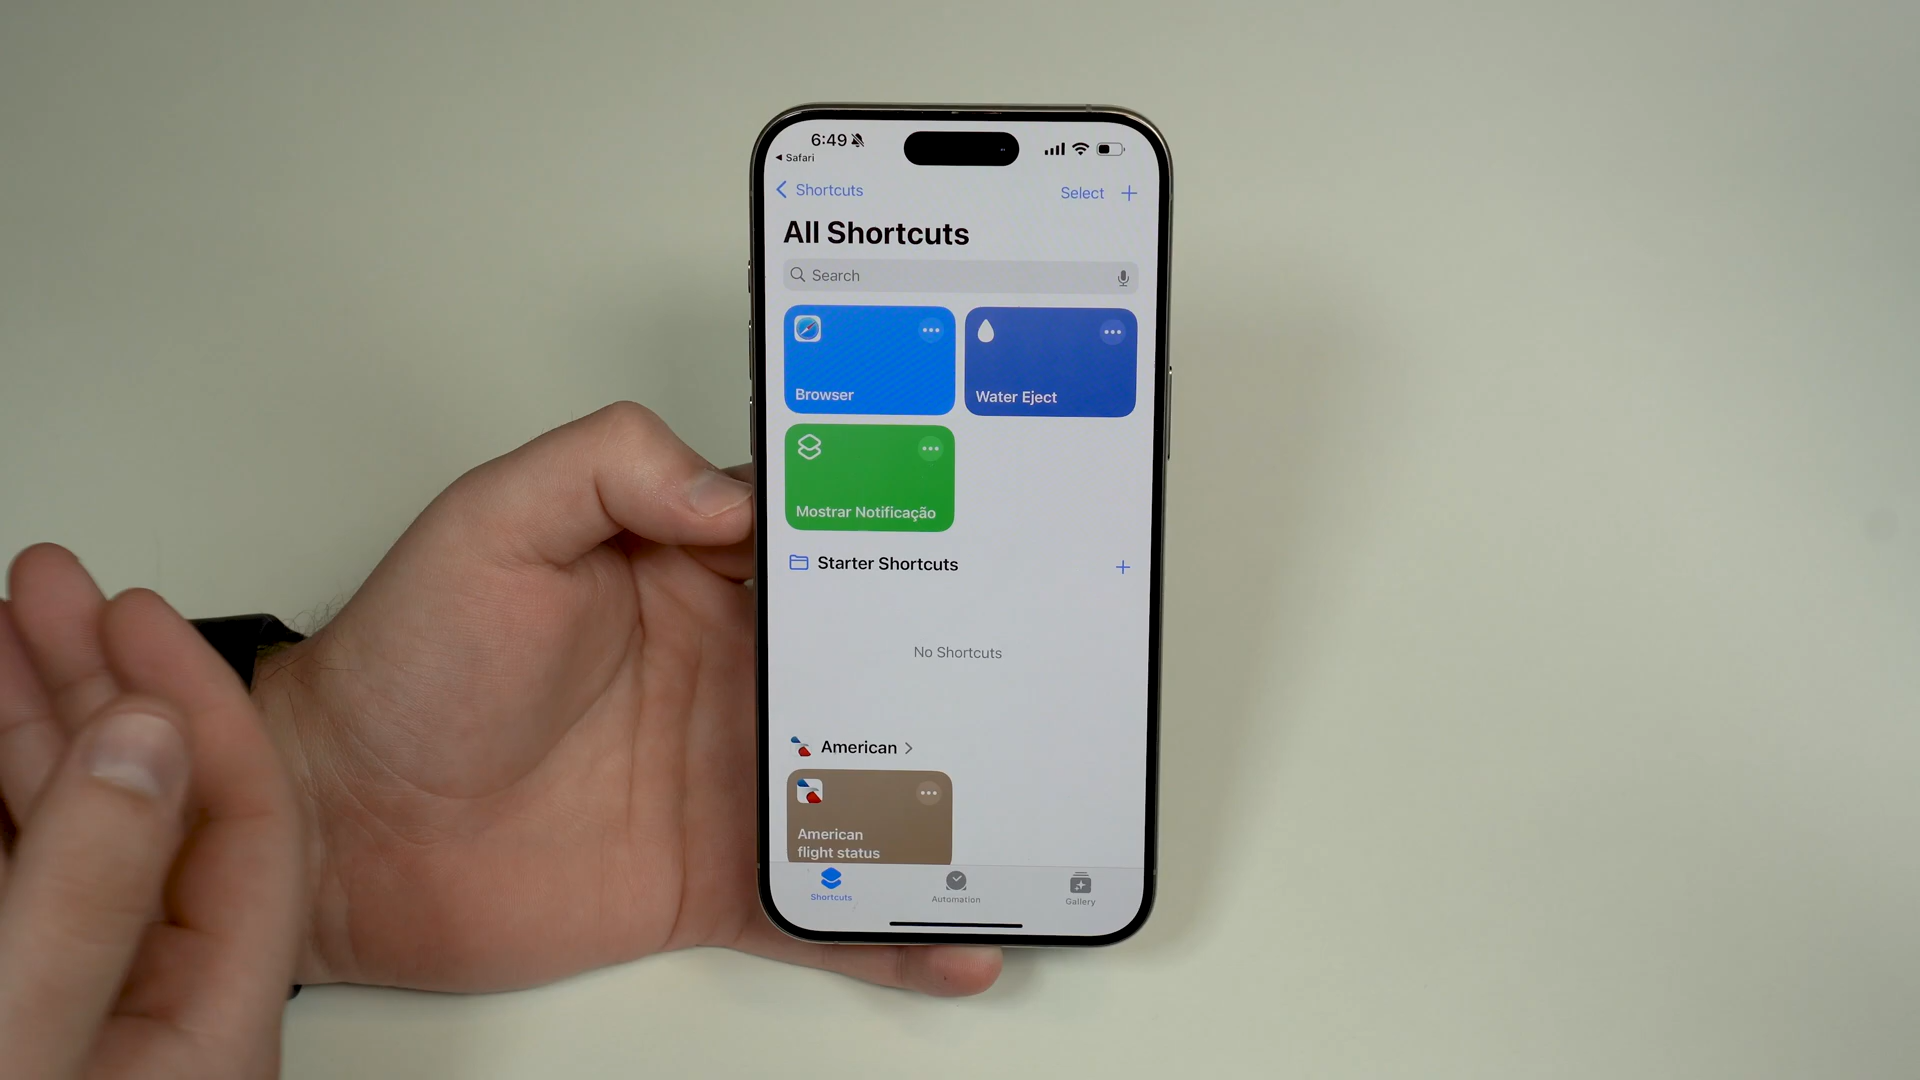 6:49
Safari
Shortcuts
Select
All Shortcuts
Search
Browser
Water Eject
Mostrar Notificação
Starter Shortcuts
No Shortcuts
American
American
flight status
Shortcuts
Automation
Gallery